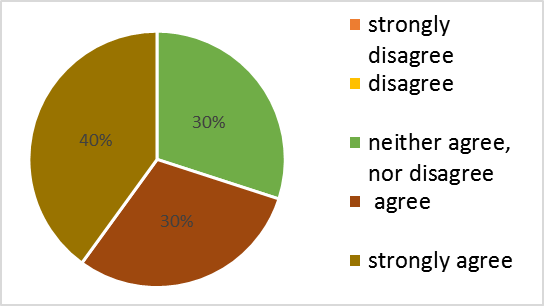 30%
30%
40%
strongly
disagree
disagree
neither agree,
nor disagree
agree
strongly agree